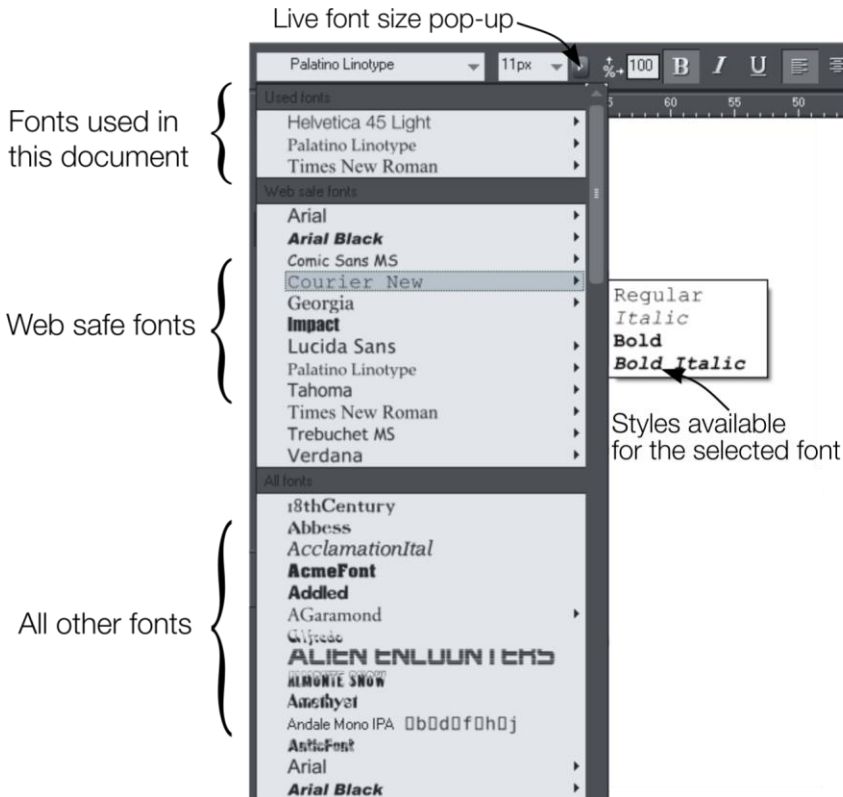 Live font size pop-up
Palatino Linotype 11px % 100 B I U
60 55 50
Used fonts
Fonts used in
this document
Helvetica 45 Light
Palatino Linotype
Times New Roman
Web safe fonts
Web safe fonts
Arial
Arial Black
Comic Sans MS
Courier New
Georgia
Impact
Lucida Sans
Palatino Linotype
Tahoma
Times New Roman
Trebuchet MS
Verdana
Regular
Italic
Bold
Bold Italic
Styles available
for the selected font
All fonts
All other fonts
18thCentury
Abbess
AcclamationItal
AcmeFont
Addled
AGaramond
Alfredo
ALIEN ENCOUNTERS
ALMONTE SNOW
Amethyst
Andale Mono IPA □b□d□f□h□j
AnticFont
Arial
Arial Black